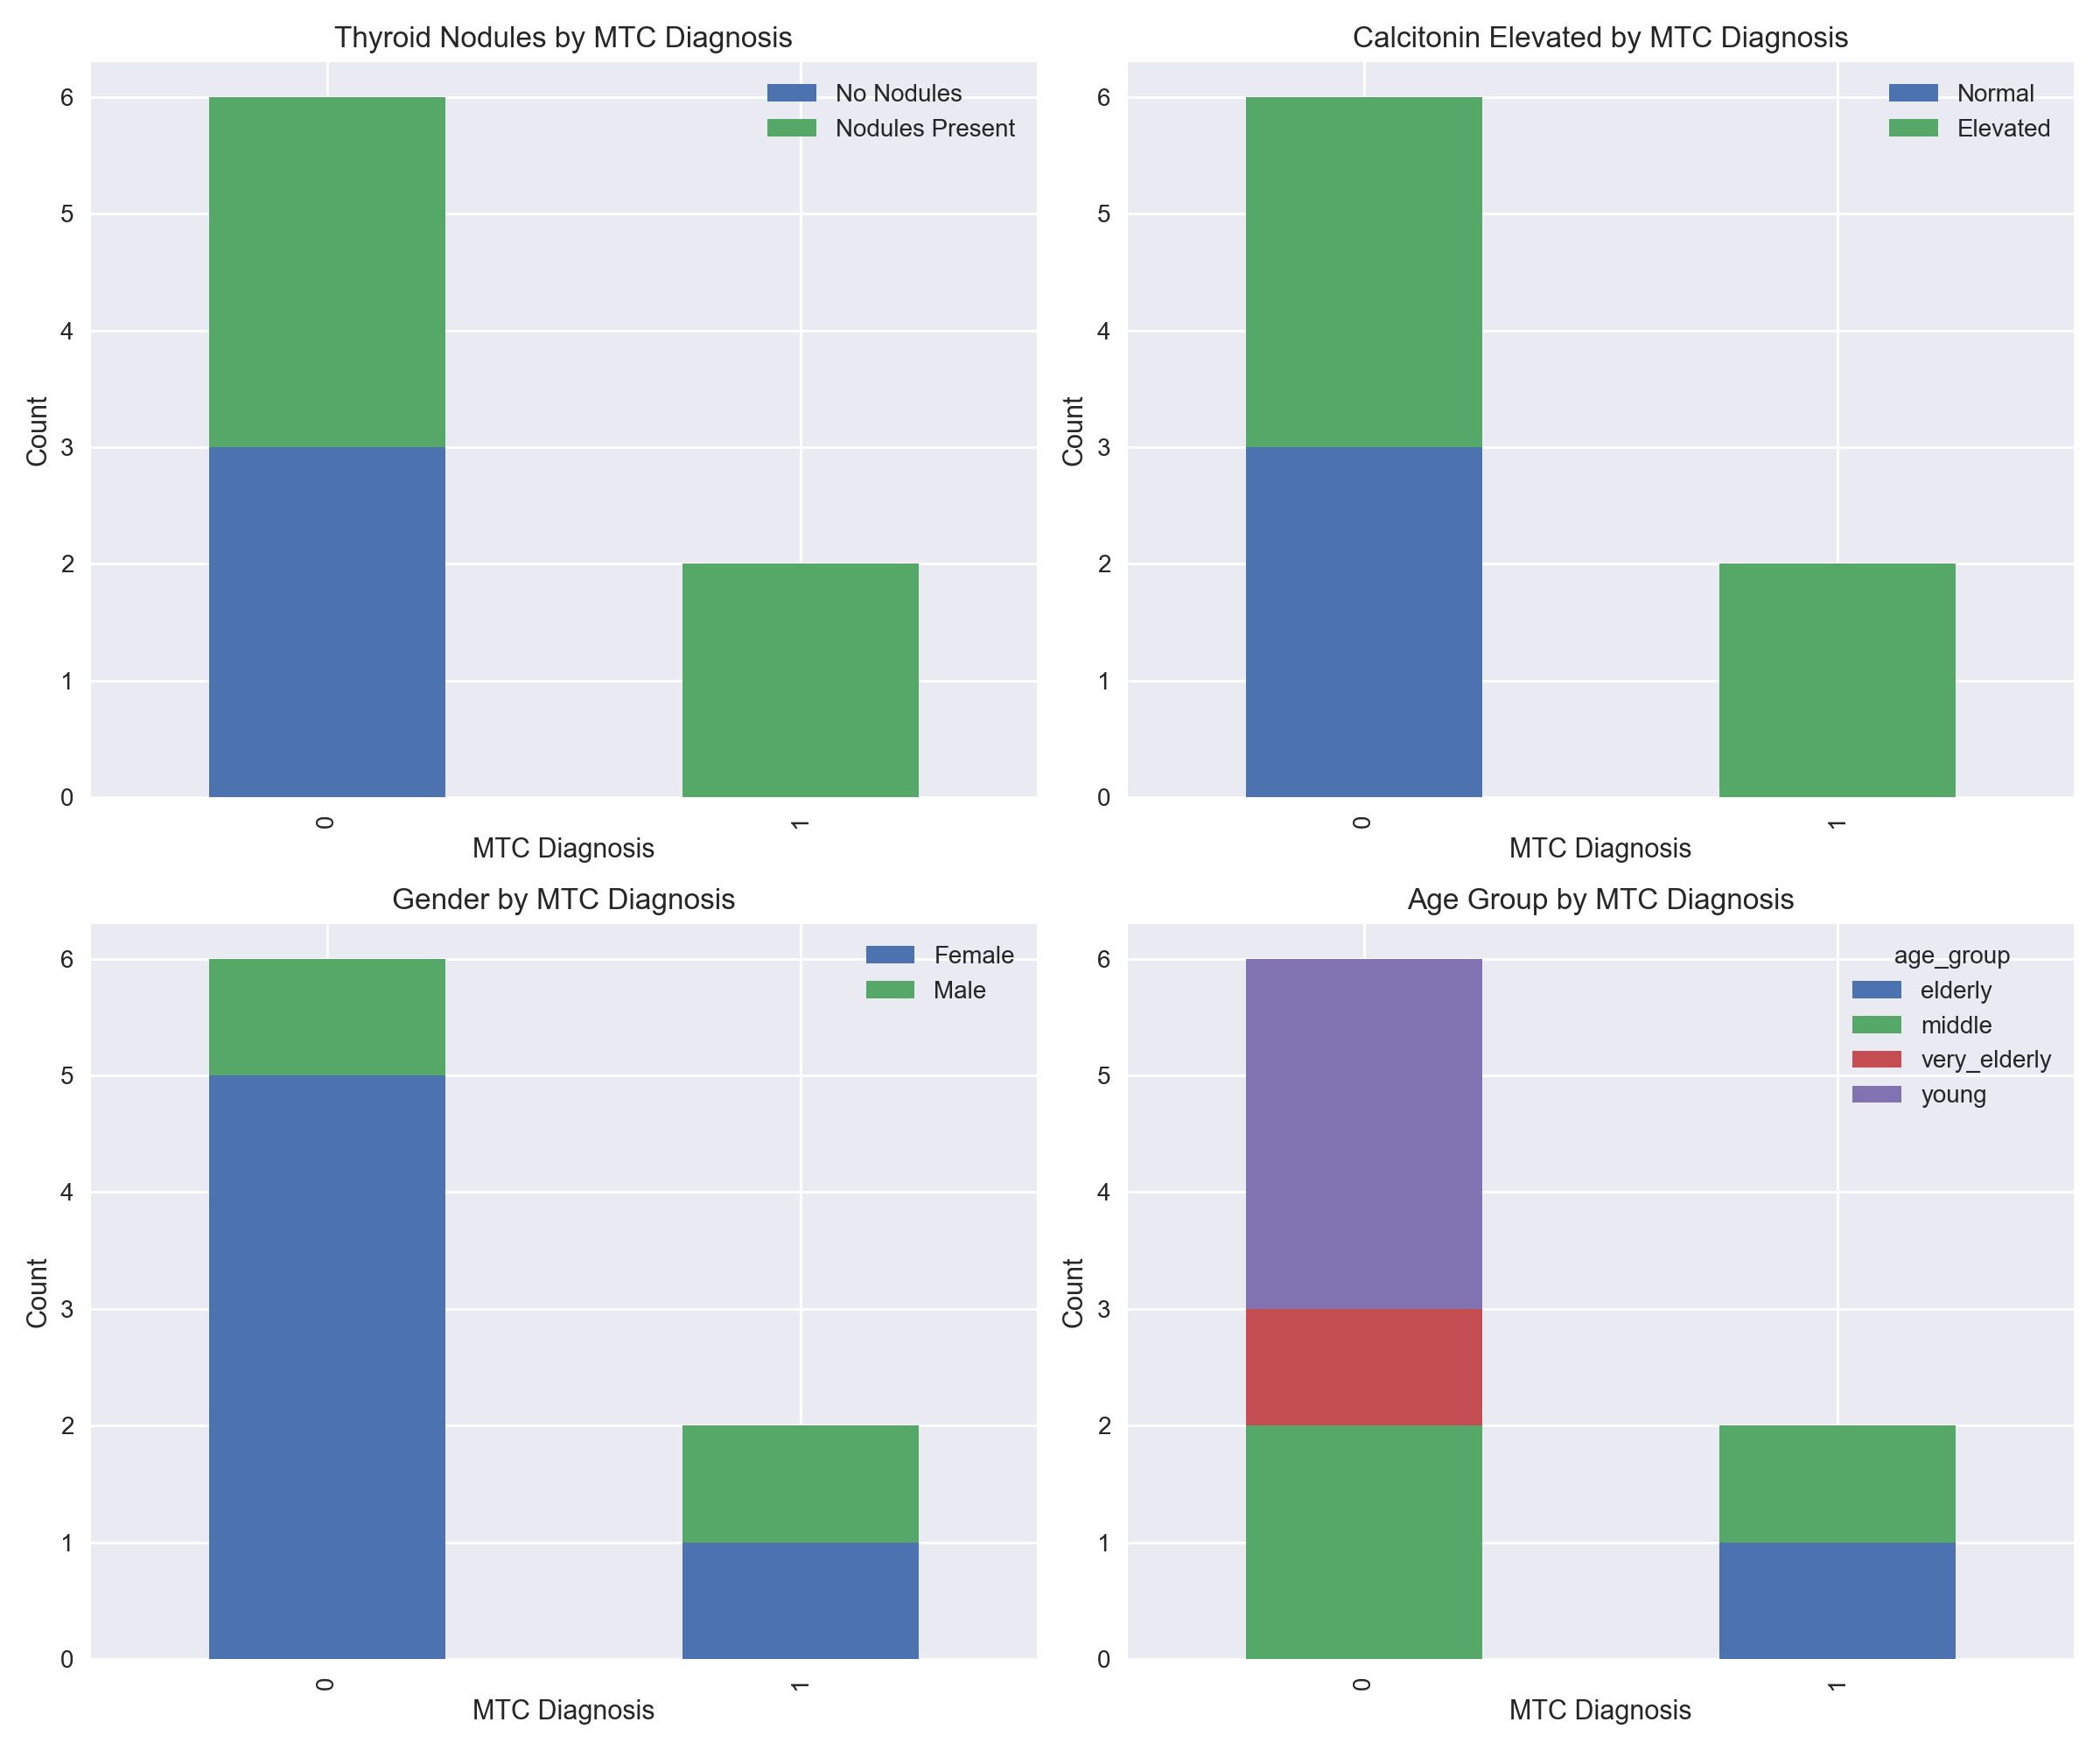 Thyroid Nodules by MTC Diagnosis
No Nodules
Nodules Present
6
5
4
3
2
1
0
Count
0
1
MTC Diagnosis
Calcitonin Elevated by MTC Diagnosis
Normal
Elevated
6
5
4
3
2
1
0
Count
0
1
MTC Diagnosis
Gender by MTC Diagnosis
Female
Male
6
5
4
3
2
1
0
Count
0
1
MTC Diagnosis
Age Group by MTC Diagnosis
age_group
elderly
middle
very_elderly
young
6
5
4
3
2
1
0
Count
0
1
MTC Diagnosis